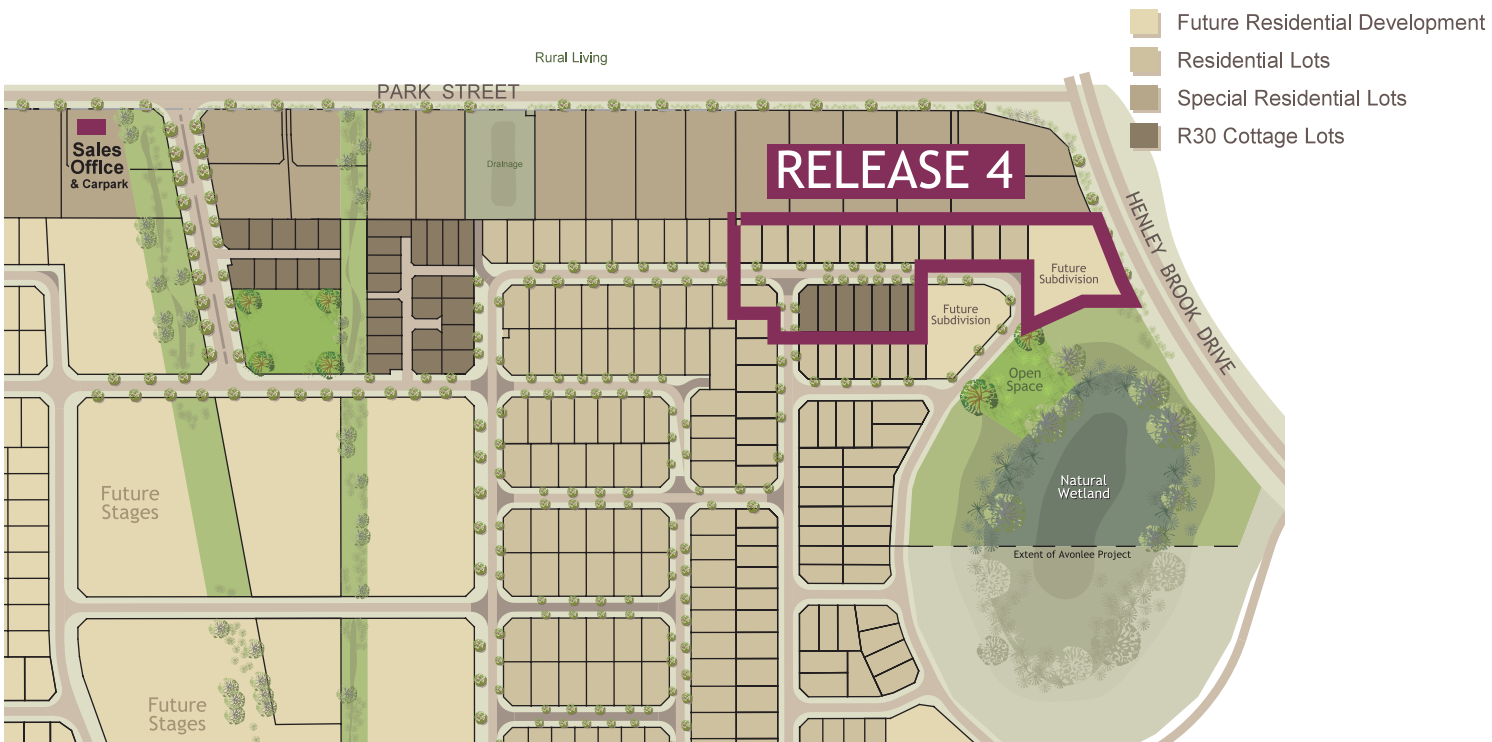 Future Residential Development
Residential Lots
Special Residential Lots
R30 Cottage Lots
Rural Living
PARK STREET
Sales
Office
& Carpark
Drainage
RELEASE 4
HENLEY BROOK DRIVE
Future
Subdivision
Future
Subdivision
Open
Space
Natural
Wetland
Extent of Avonlee Project
Future
Stages
Future
Stages